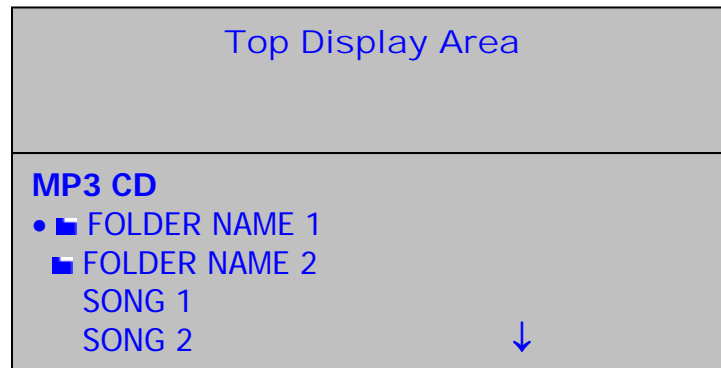 Top Display Area
MP3 CD
• FOLDER NAME 1
FOLDER NAME 2
SONG 1
SONG 2 ↓